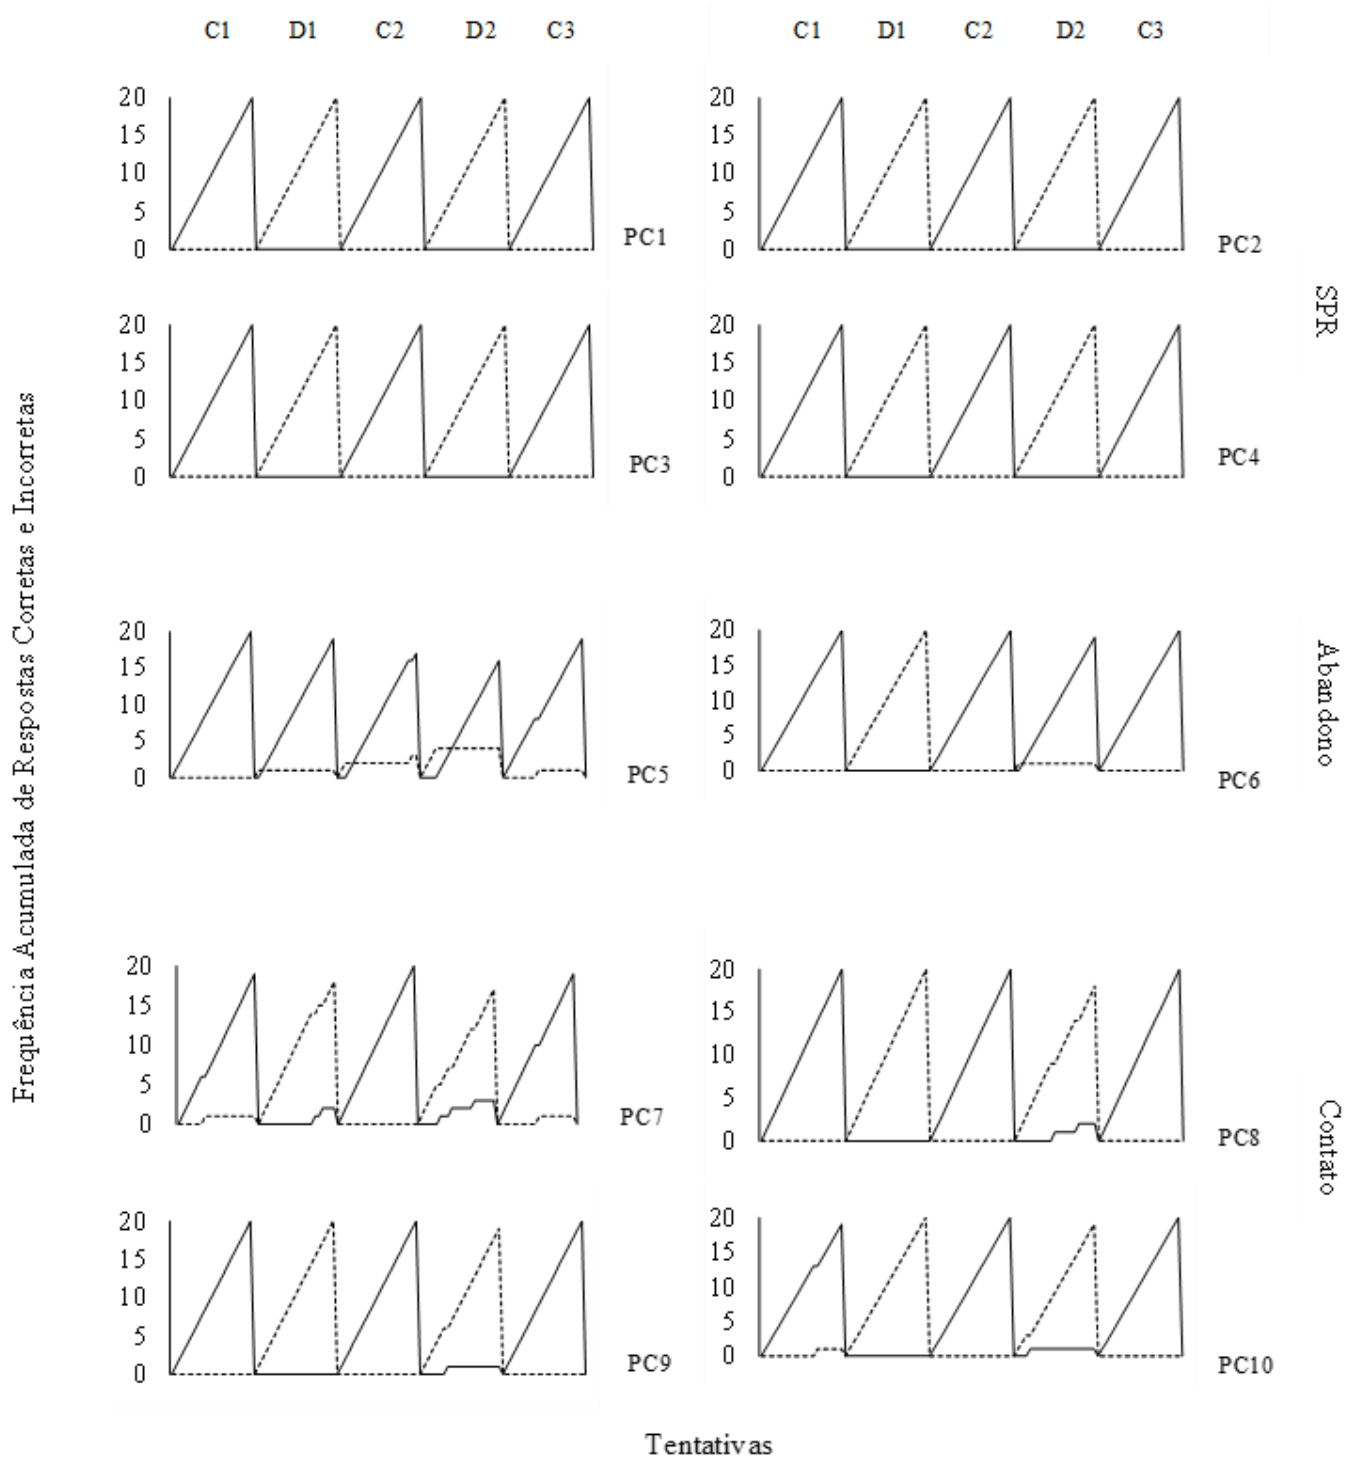 C1 D1 C2 D2 C3
C1 D1 C2 D2 C3
Frequência Acumulada de Respostas Corretas e Incorretas
20
15
10
5
0
PC1
20
15
10
5
0
PC2
SPR
20
15
10
5
0
PC3
20
15
10
5
0
PC4
20
15
10
5
0
PC5
20
15
10
5
0
PC6
Abandono
20
15
10
5
0
PC7
20
15
10
5
0
PC8
Contato
20
15
10
5
0
PC9
20
15
10
5
0
PC10
Tentativas